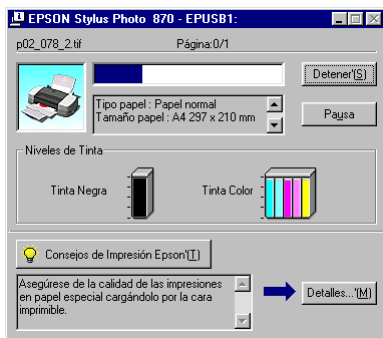 EPSON Stylus Photo 870 - EPUSB1:
p02_078_2.tif Página:0/1
Detener'(S)
Tipo papel : Papel normal
Tamaño papel : A4 297 x 210 mm
Pausa
Niveles de Tinta
Tinta Negra Tinta Color
Consejos de Impresión Epson'(T)
Asegúrese de la calidad de las impresiones
en papel especial cargándolo por la cara
imprimible.
Detalles...'(M)